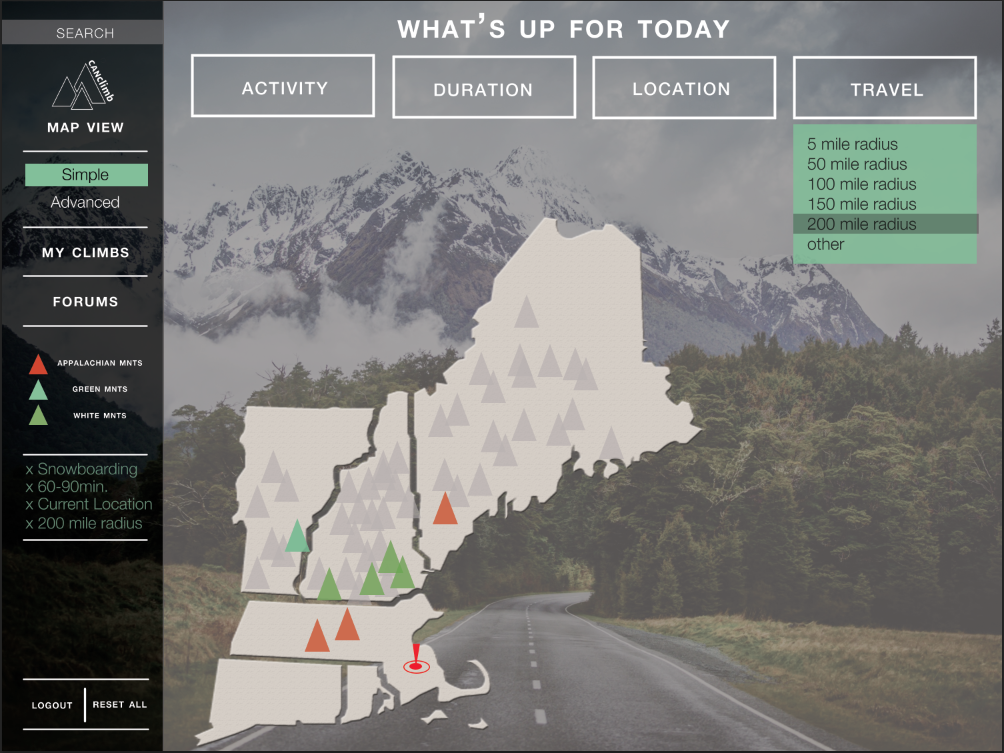 SEARCH
CANclimb
MAP VIEW
Simple
Advanced
MY CLIMBS
FORUMS
APPALACHIAN MNTS
GREEN MNTS
WHITE MNTS
x Snowboarding
x 60-90min.
x Current Location
x 200 mile radius
LOGOUT
RESET ALL
WHAT'S UP FOR TODAY
ACTIVITY
DURATION
LOCATION
TRAVEL
5 mile radius
50 mile radius
100 mile radius
150 mile radius
200 mile radius
other